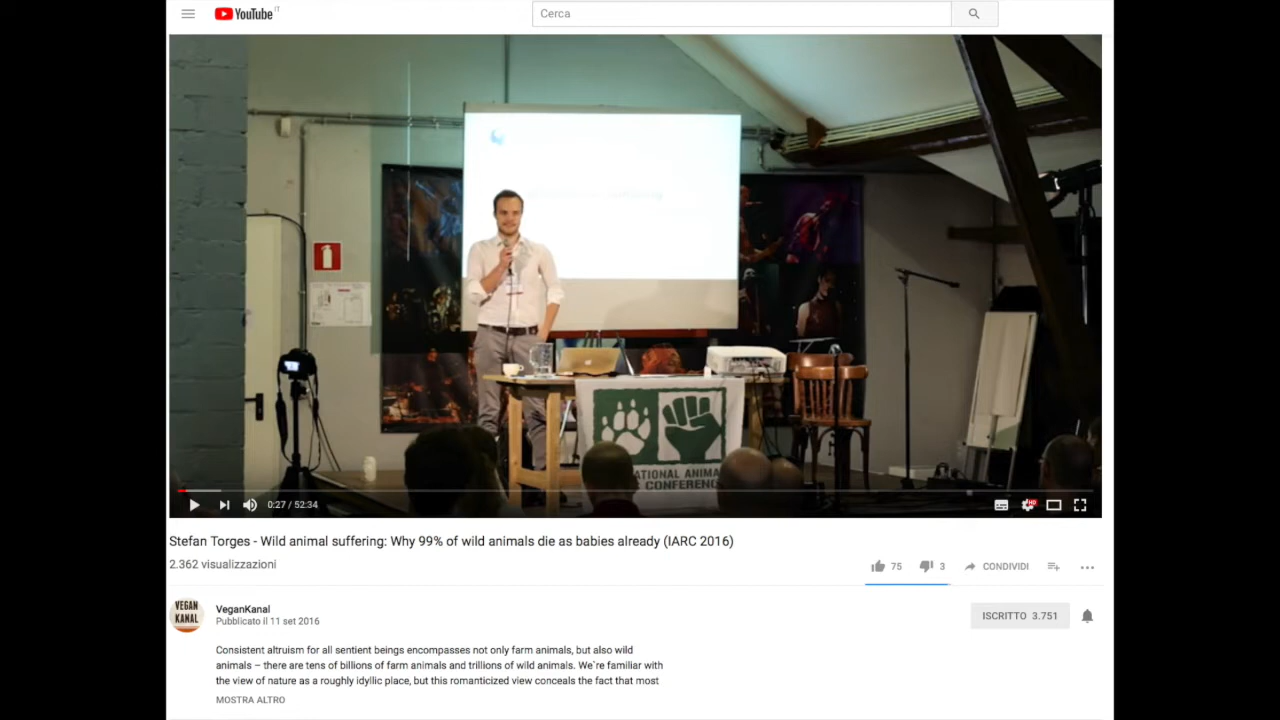 YouTube IT
Cerca
NATIONAL ANIMA
CONFERENC
0:27 / 52:34
HD
Stefan Torges - Wild animal suffering: Why 99% of wild animals die as babies already (IARC 2016)
2.362 visualizzazioni
75
3
CONDIVIDI
VEGAN
KANAL
VeganKanal
Pubblicato il 11 set 2016
ISCRITTO 3.751
Consistent altruism for all sentient beings encompasses not only farm animals, but also wild
animals – there are tens of billions of farm animals and trillions of wild animals. We`re familiar with
the view of nature as a roughly idyllic place, but this romanticized view conceals the fact that most
MOSTRA ALTRO